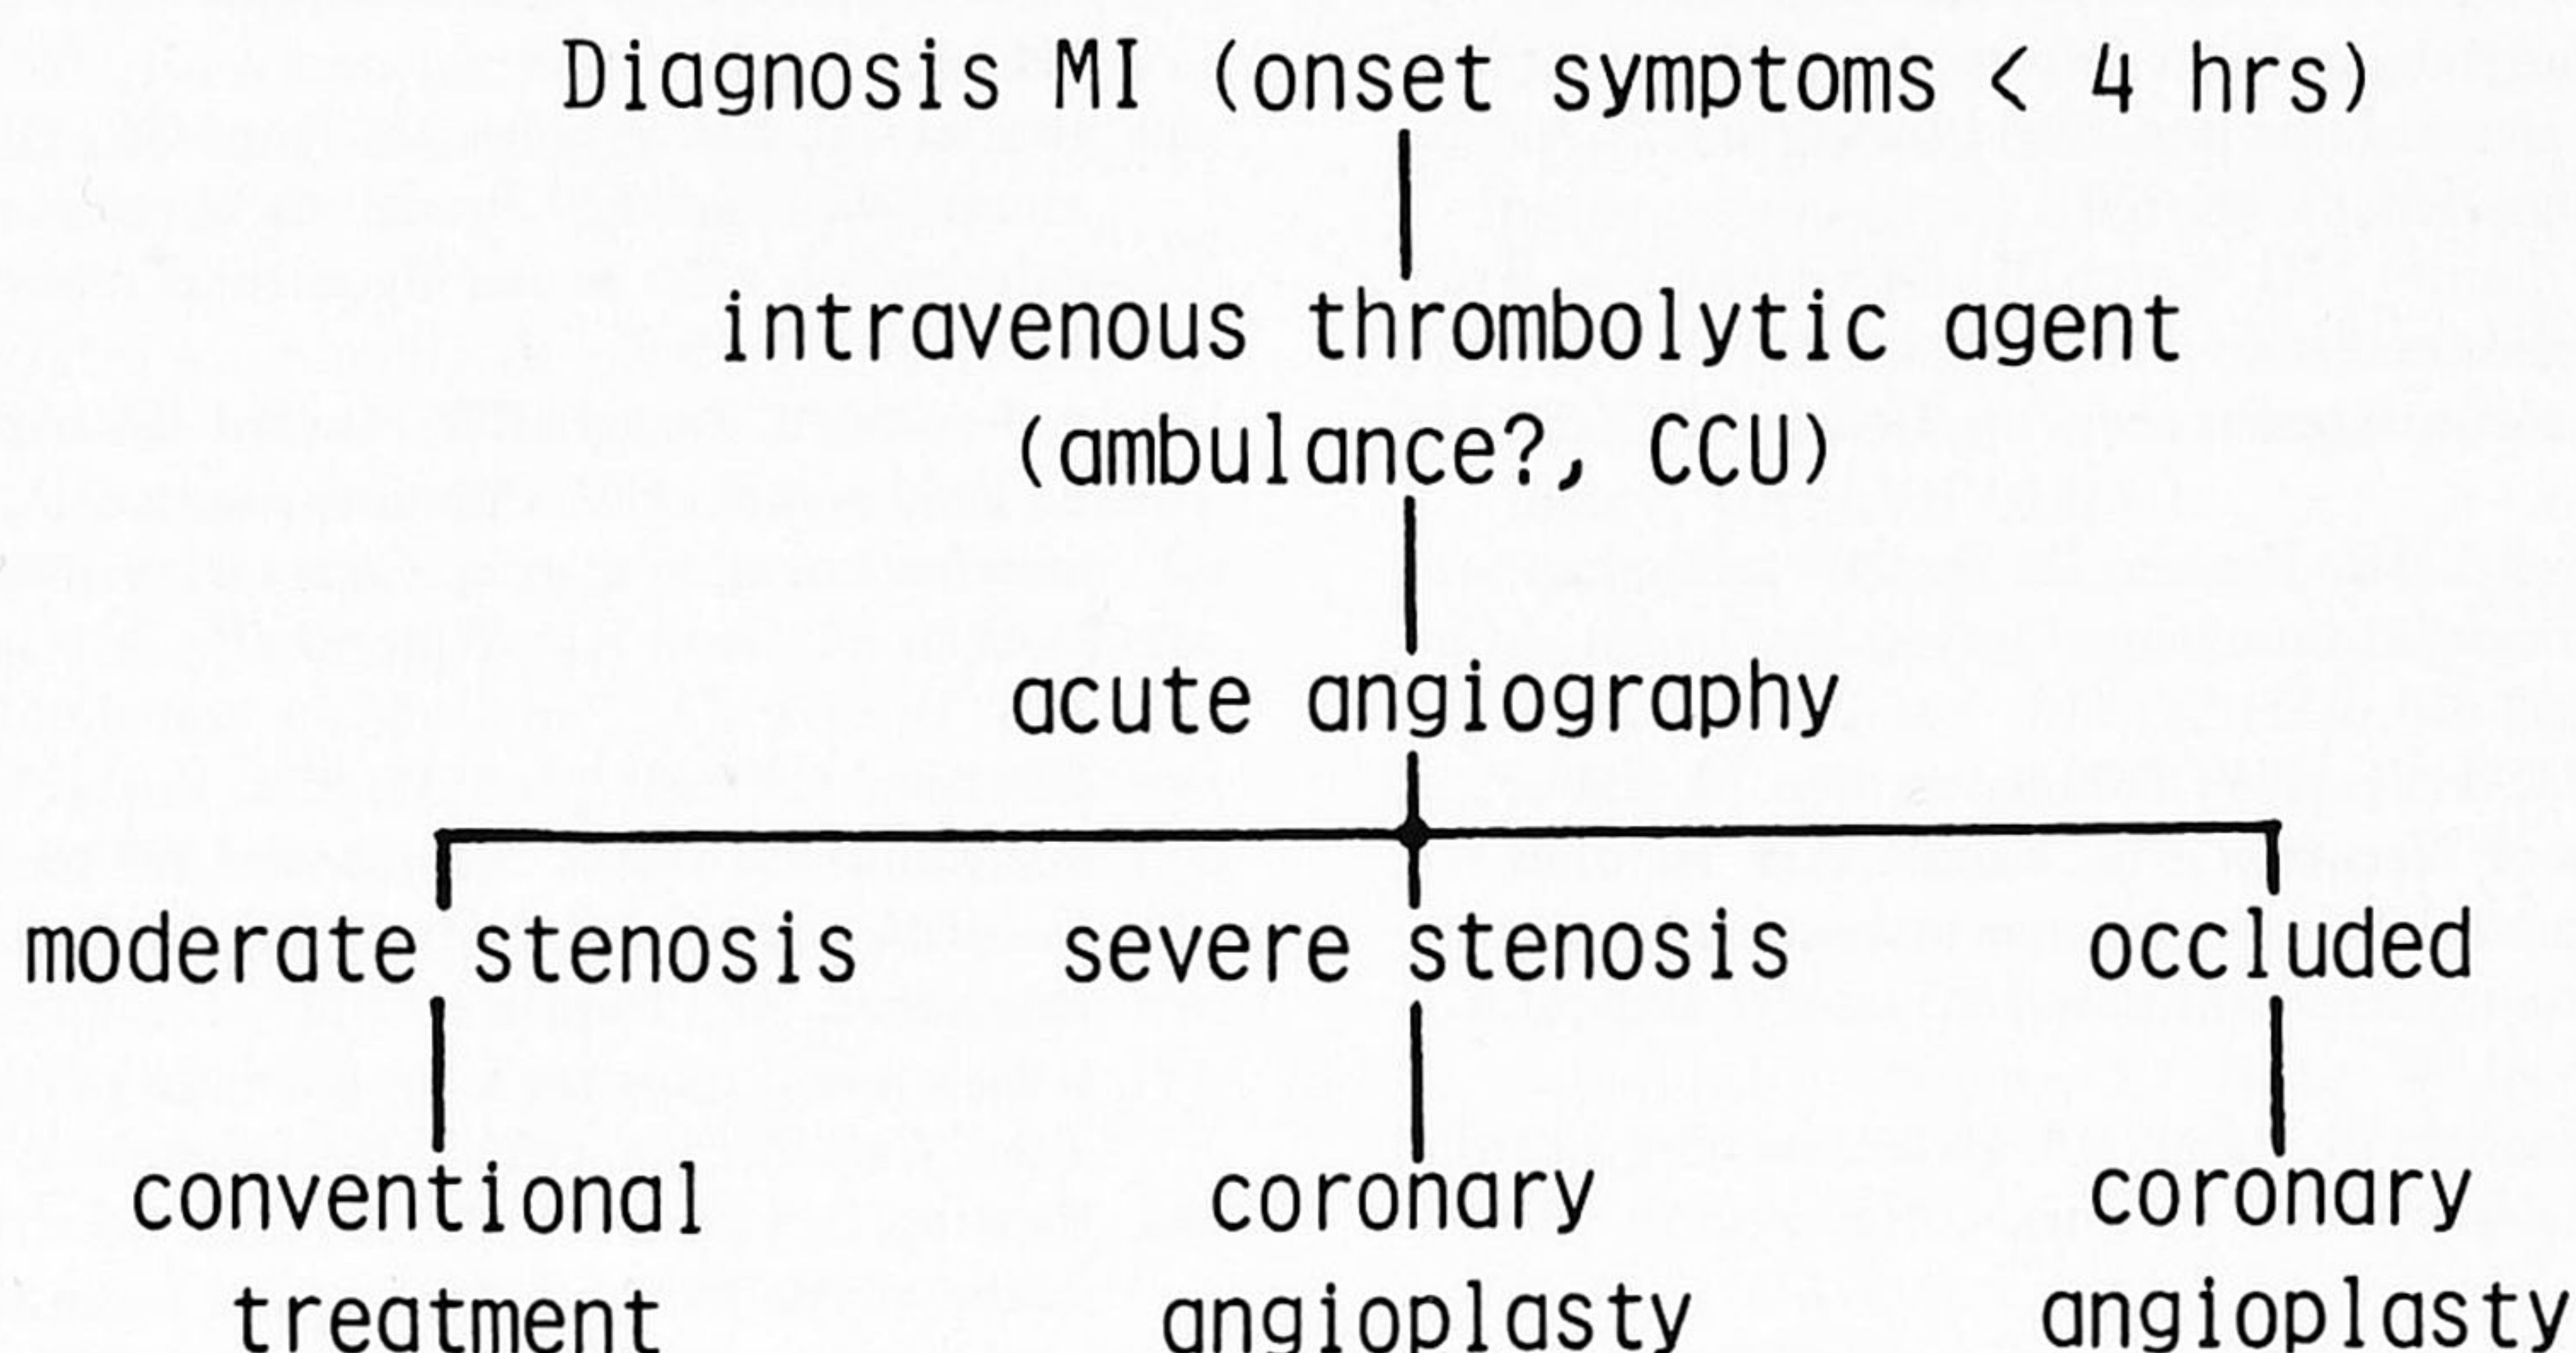 Diagnosis MI (onset symptoms < 4 hrs)
intravenous thrombolytic agent
(ambulance?, CCU)
acute angiography
moderate stenosis severe stenosis occluded
conventional coronary coronary
treatment angioplasty angioplasty